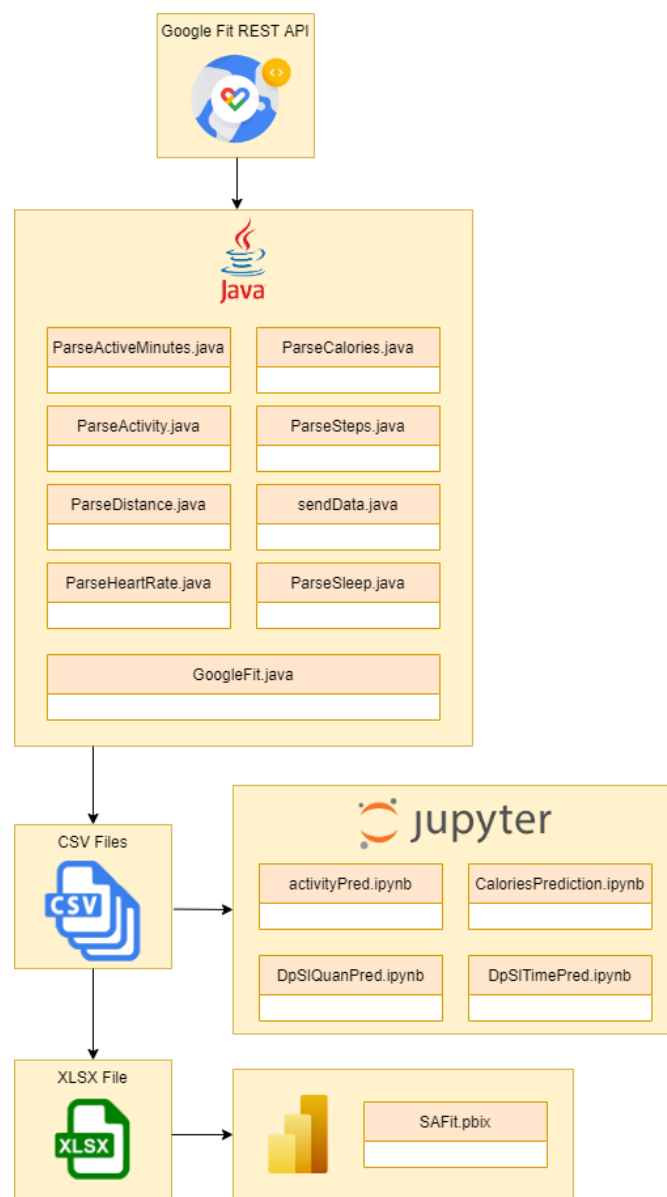 Google Fit REST API
<>
Java
ParseActiveMinutes.java
ParseCalories.java
ParseActivity.java
ParseSteps.java
ParseDistance.java
sendData.java
ParseHeartRate.java
ParseSleep.java
GoogleFit.java
CSV Files
CSV
jupyter
activityPred.ipynb
CaloriesPrediction.ipynb
DpSlQuanPred.ipynb
DpSlTimePred.ipynb
XLSX File
XLSX
SAFit.pbix